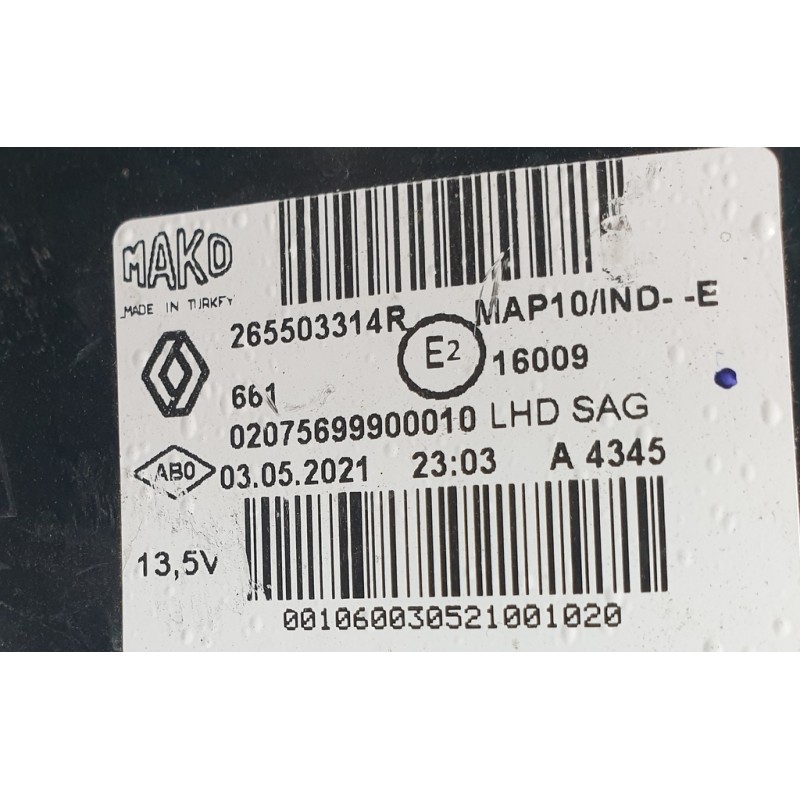 MAKO
MADE IN TURKEY
265503314R MAP10/IND- -E
E2 16009
661
02075699900010 LHD SAG
ABO 03.05.2021 23:03 A 4345
13,5V
001060030521001020